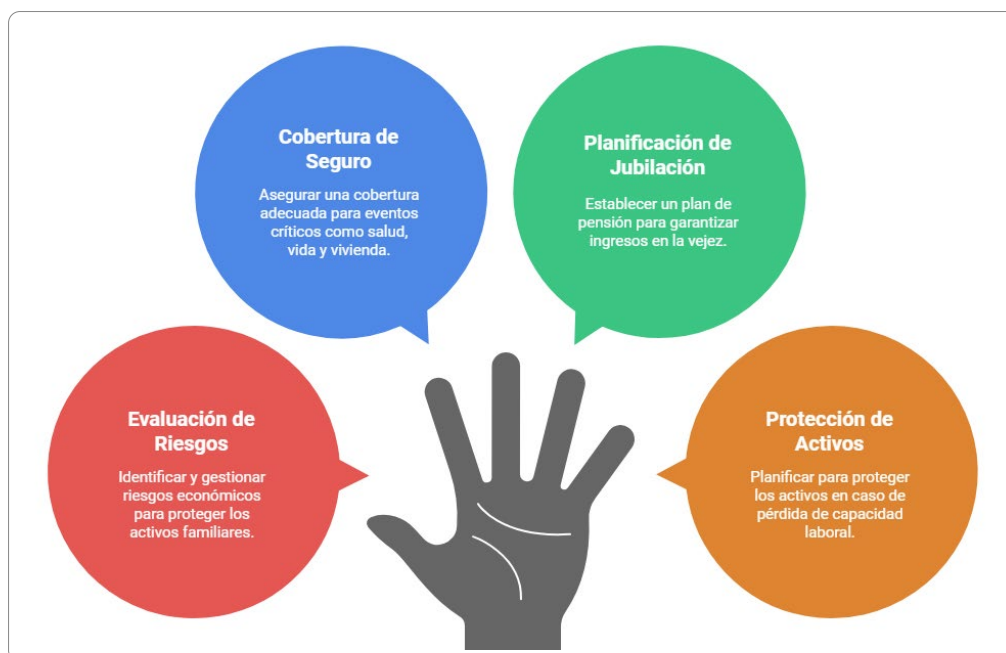 Cobertura de
Seguro
Asegurar una cobertura
adecuada para eventos
críticos como salud,
vida y vivienda.
Planificación de
Jubilación
Establecer un plan de
pensión para garantizar
ingresos en la vejez.
Evaluación de
Riesgos
Identificar y gestionar
riesgos económicos
para proteger los
activos familiares.
Protección de
Activos
Planificar para proteger
los activos en caso de
pérdida de capacidad
laboral.